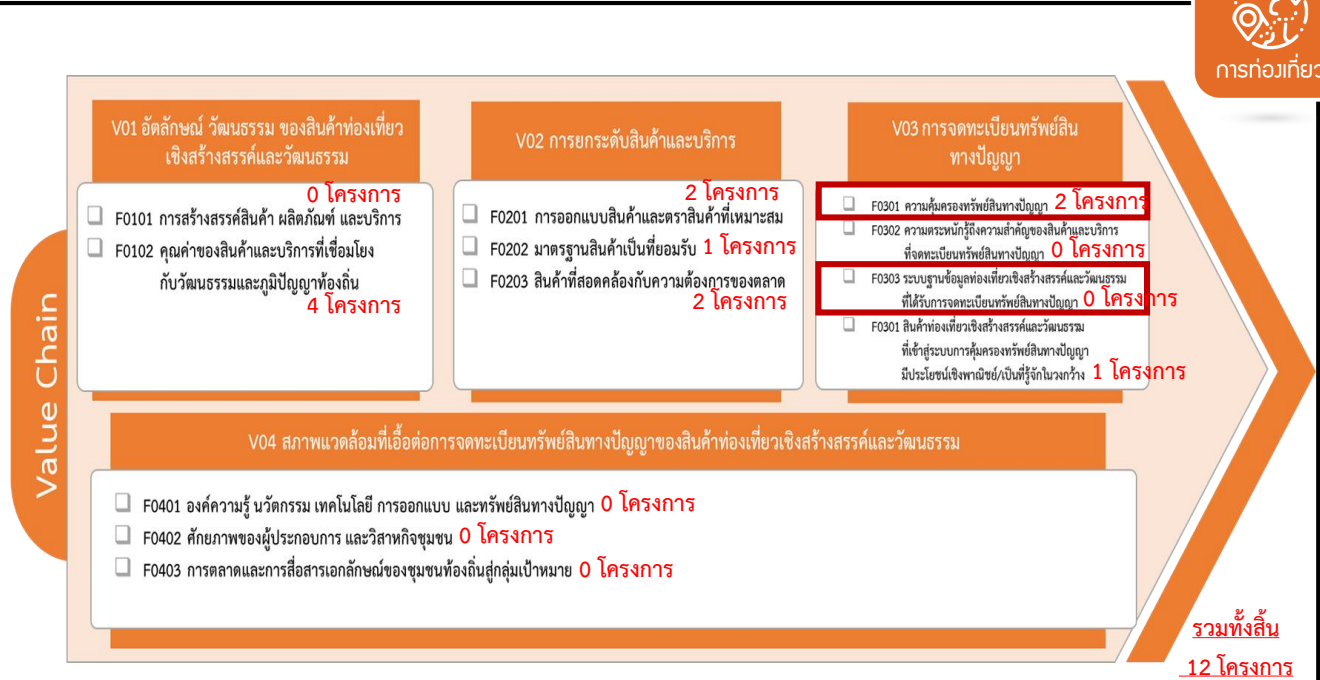 การท่องเที่ยว
V01 อัตลักษณ์ วัฒนธรรม ของสินค้าท่องเที่ยว
เชิงสร้างสรรค์และวัฒนธรรม
0 โครงการ
F0101 การสร้างสรรค์สินค้า ผลิตภัณฑ์ และบริการ
F0102 คุณค่าของสินค้าและบริการที่เชื่อมโยง
กับวัฒนธรรมและภูมิปัญญาท้องถิ่น
4 โครงการ
V02 การยกระดับสินค้าและบริการ
2 โครงการ
F0201 การออกแบบสินค้าและตราสินค้าที่เหมาะสม
F0202 มาตรฐานสินค้าเป็นที่ยอมรับ 1 โครงการ
F0203 สินค้าที่สอดคล้องกับความต้องการของตลาด
2 โครงการ
V03 การจดทะเบียนทรัพย์สิน
ทางปัญญา
F0301 ความคุ้มครองทรัพย์สินทางปัญญา 2 โครงการ
F0302 ความตระหนักรู้ถึงความสำคัญของสินค้าและบริการ
ที่จดทะเบียนทรัพย์สินทางปัญญา 0 โครงการ
F0303 ระบบฐานข้อมูลท่องเที่ยวเชิงสร้างสรรค์และวัฒนธรรม
ที่ได้รับการจดทะเบียนทรัพย์สินทางปัญญา 0 โครงการ
F0301 สินค้าท่องเที่ยวเชิงสร้างสรรค์และวัฒนธรรม
ที่เข้าสู่ระบบการคุ้มครองทรัพย์สินทางปัญญา
มีประโยชน์เชิงพาณิชย์/เป็นที่รู้จักในวงกว้าง 1 โครงการ
Value Chain
V04 สภาพแวดล้อมที่เอื้อต่อการจดทะเบียนทรัพย์สินทางปัญญาของสินค้าท่องเที่ยวเชิงสร้างสรรค์และวัฒนธรรม
F0401 องค์ความรู้ นวัตกรรม เทคโนโลยี การออกแบบ และทรัพย์สินทางปัญญา 0 โครงการ
F0402 ศักยภาพของผู้ประกอบการ และวิสาหกิจชุมชน 0 โครงการ
F0403 การตลาดและการสื่อสารเอกลักษณ์ของชุมชนท้องถิ่นสู่กลุ่มเป้าหมาย 0 โครงการ
รวมทั้งสิ้น
12 โครงการ